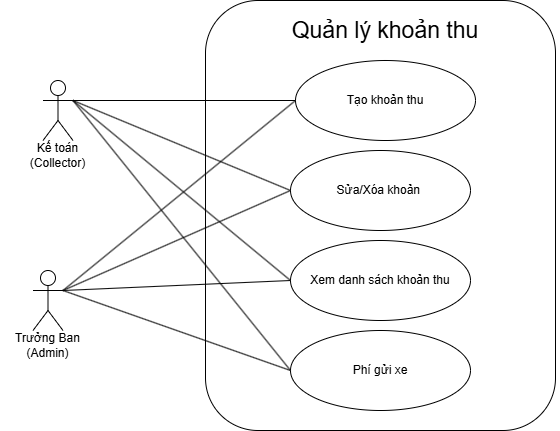 Quản lý khoản thu
Tạo khoản thu
Kế toán
(Collector)
Sửa/Xóa khoản
Xem danh sách khoản thu
Trưởng Ban
(Admin)
Phí gửi xe